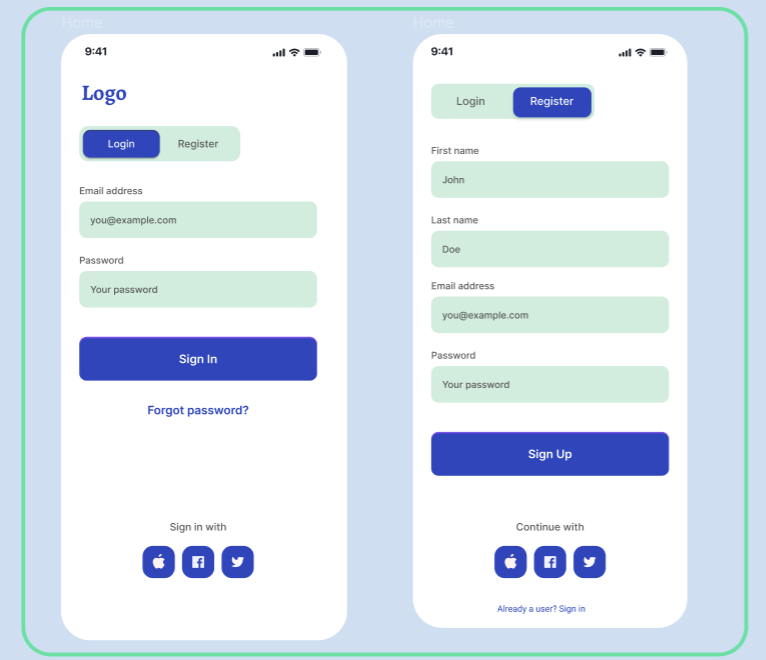 Home
9:41
Logo
Login Register
Email address
you@example.com
Password
Your password
Sign In
Forgot password?
Sign in with
Home
9:41
Login Register
First name
John
Last name
Doe
Email address
you@example.com
Password
Your password
Sign Up
Continue with
Already a user? Sign in